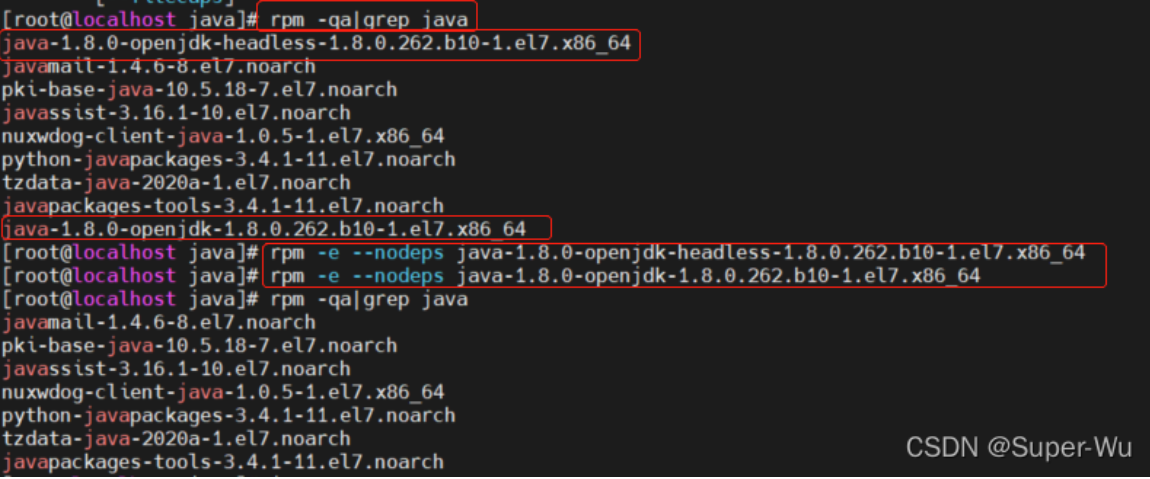 [root@localhost java]# rpm -qa|grep java
java-1.8.0-openjdk-headless-1.8.0.262.b10-1.el7.x86_64
javamail-1.4.6-8.el7.noarch
pki-base-java-10.5.18-7.el7.noarch
javassist-3.16.1-10.el7.noarch
nuxwdog-client-java-1.0.5-1.el7.x86_64
python-javapackages-3.4.1-11.el7.noarch
tzdata-java-2020a-1.el7.noarch
javapackages-tools-3.4.1-11.el7.noarch
java-1.8.0-openjdk-1.8.0.262.b10-1.el7.x86_64
[root@localhost java]# rpm -e --nodeps java-1.8.0-openjdk-headless-1.8.0.262.b10-1.el7.x86_64
[root@localhost java]# rpm -e --nodeps java-1.8.0-openjdk-1.8.0.262.b10-1.el7.x86_64
[root@localhost java]# rpm -qa|grep java
javamail-1.4.6-8.el7.noarch
pki-base-java-10.5.18-7.el7.noarch
javassist-3.16.1-10.el7.noarch
nuxwdog-client-java-1.0.5-1.el7.x86_64
python-javapackages-3.4.1-11.el7.noarch
tzdata-java-2020a-1.el7.noarch
javapackages-tools-3.4.1-11.el7.noarch
CSDN @Super-Wu